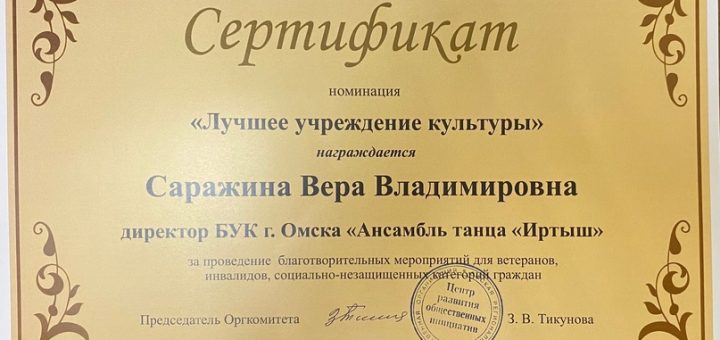 Сертификат
номинация
«Лучшее учреждение культуры»
награждается
Саражина Вера Владимировна
директор БУК г. Омска «Ансамбль танца «Иртыш»
за проведение благотворительных мероприятий для ветеранов,
инвалидов, социально-незащищенных категорий граждан
Центр
развития
общественных
инициатив
Председатель Оргкомитета
З. В. Тикунова